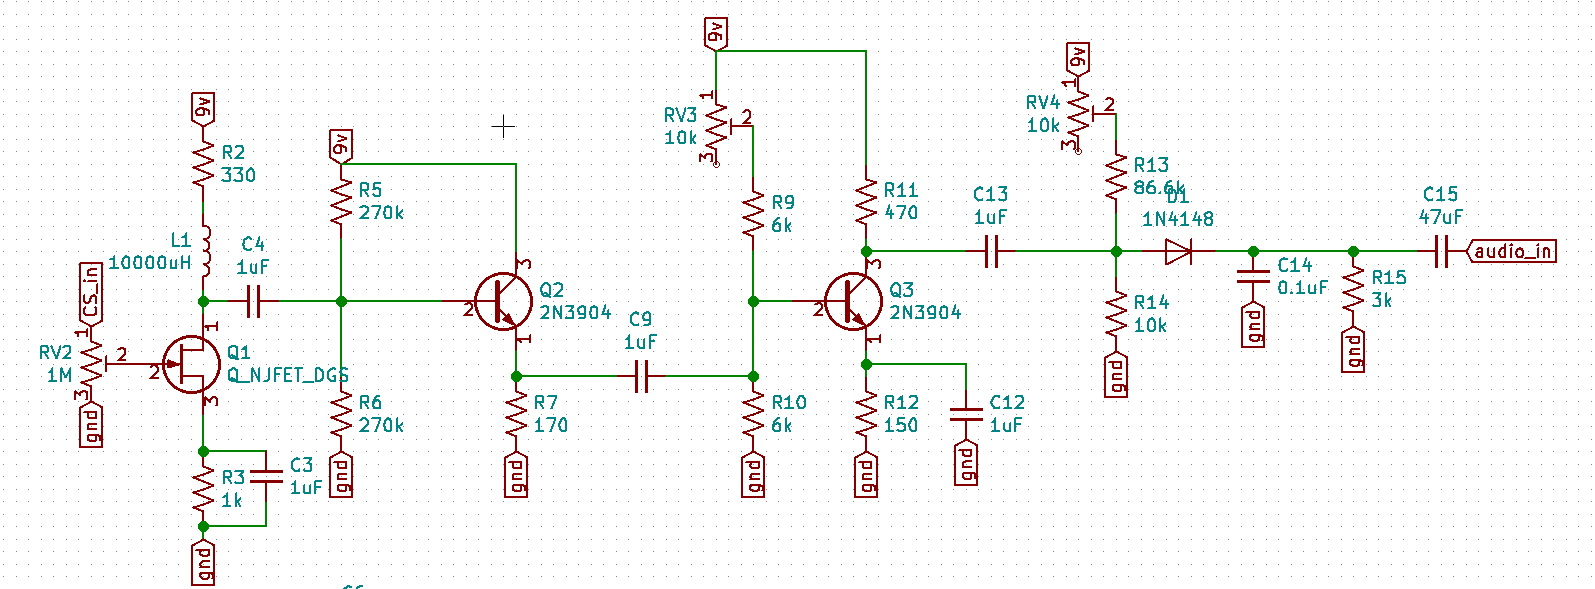 9v
R2
330
L1
10000uH
C4
1uF
CS_in
1
RV2
1M
2
3
gnd
1
2
3
Q1
Q_NJFET_DGS
R3
1k
C3
1uF
gnd
9v
R5
270k
R6
270k
gnd
3
2
1
Q2
2N3904
R7
170
gnd
C9
1uF
9v
1
RV3
10k
2
3
R9
6k
R10
6k
gnd
R11
470
3
2
1
Q3
2N3904
R12
150
gnd
C12
1uF
gnd
C13
1uF
9v
1
RV4
10k
2
3
R13
86.6k
D1
1N4148
R14
10k
gnd
C14
0.1uF
gnd
R15
3k
gnd
C15
47uF
audio_in